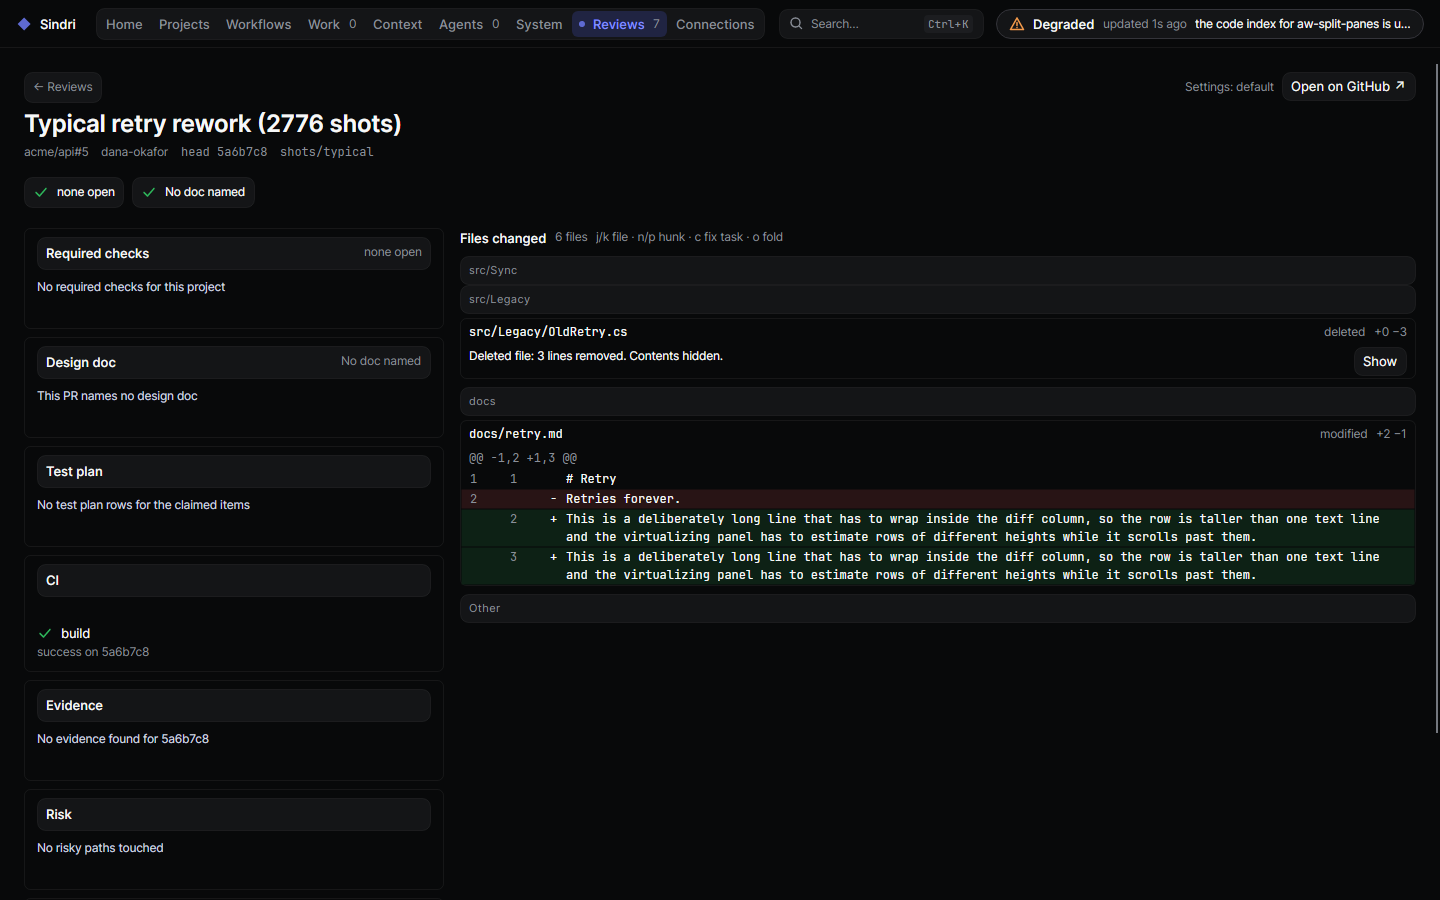 Sindri
Home Projects Workflows Work 0 Context Agents 0 System Reviews 7 Connections
Search... Ctrl+K
Degraded updated 1s ago the code index for aw-split-panes is u...
← Reviews
Settings: default Open on GitHub ↗
Typical retry rework (2776 shots)
acme/api#5 dana-okafor head 5a6b7c8 shots/typical
none open No doc named
Required checks none open
No required checks for this project
Design doc No doc named
This PR names no design doc
Test plan
No test plan rows for the claimed items
CI
build
success on 5a6b7c8
Evidence
No evidence found for 5a6b7c8
Risk
No risky paths touched
Files changed 6 files j/k file · n/p hunk · c fix task · o fold
src/Sync
src/Legacy
src/Legacy/OldRetry.cs deleted +0 −3
Deleted file: 3 lines removed. Contents hidden.
Show
docs
docs/retry.md modified +2 −1
@@ -1,2 +1,3 @@
1 1 # Retry
2 - Retries forever.
2 + This is a deliberately long line that has to wrap inside the diff column, so the row is taller than one text line
and the virtualizing panel has to estimate rows of different heights while it scrolls past them.
3 + This is a deliberately long line that has to wrap inside the diff column, so the row is taller than one text line
and the virtualizing panel has to estimate rows of different heights while it scrolls past them.
Other